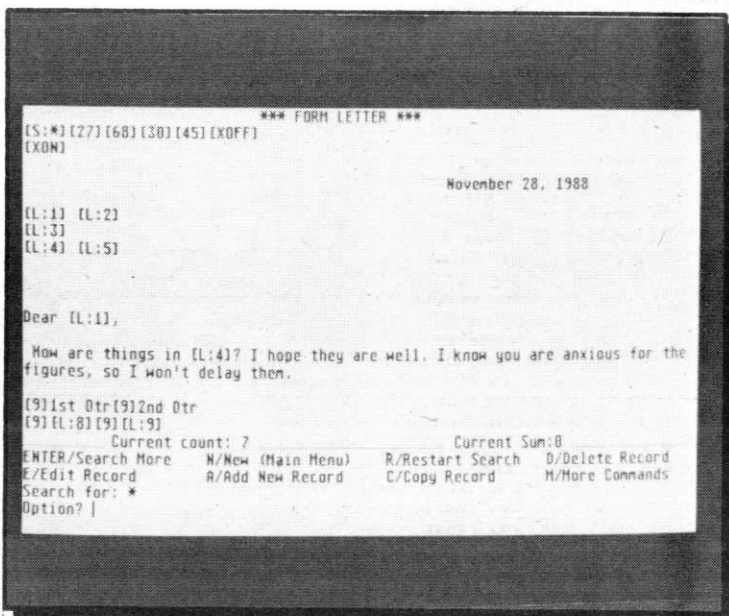 *** FORM LETTER ***
[S:*][27][68][30][45][XOFF]
[XON]
November 28, 1988
[L:1] [L:2]
[L:3]
[L:4] [L:5]
Dear [L:1],
How are things in [L:4]? I hope they are well. I know you are anxious for the
figures, so I won't delay them.
[9]1st Qtr[9]2nd Qtr
[9][L:8][9][L:9]
Current count: 7 Current Sum:0
ENTER/Search More N/New (Main Menu) R/Restart Search D/Delete Record
E/Edit Record A/Add New Record C/Copy Record M/More Commands
Search for: *
Option?